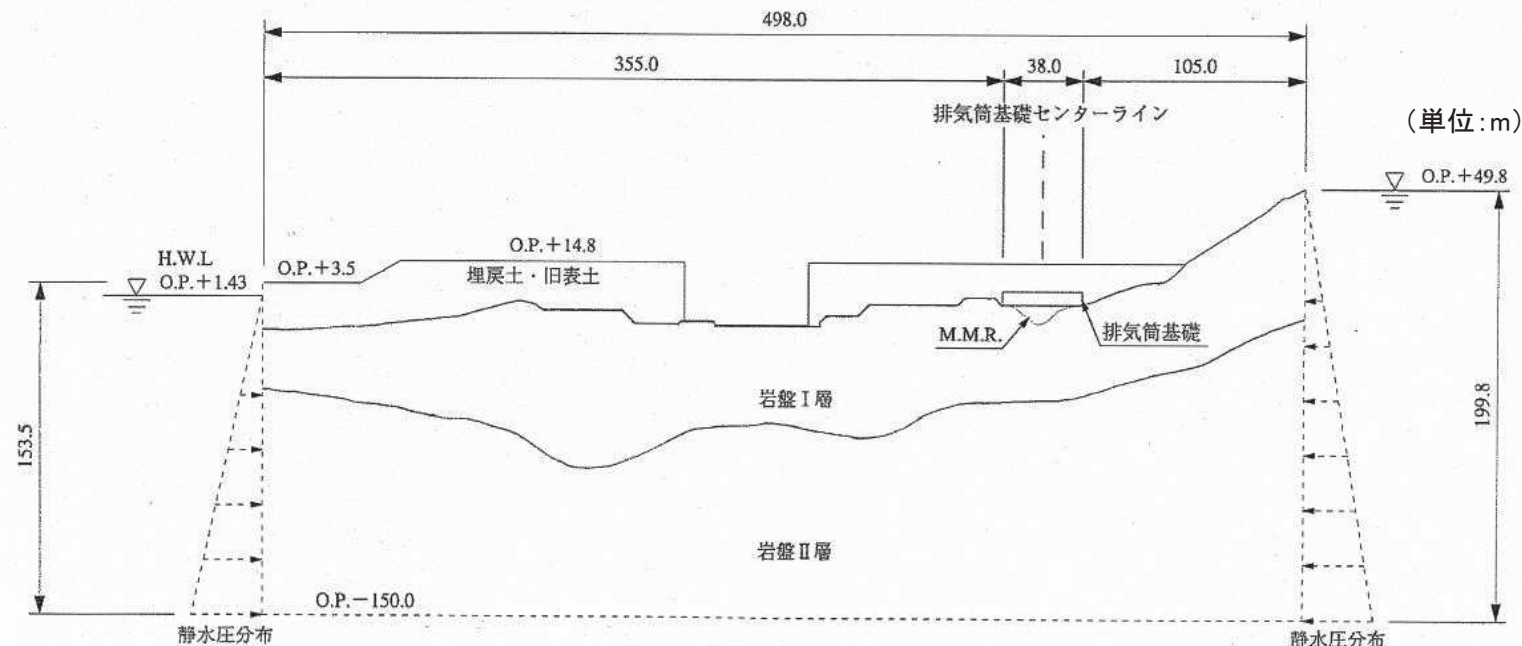 498.0
355.0
38.0
105.0
排気筒基礎センターライン
(単位:m)
O.P.+49.8
H.W.L
O.P.+1.43
O.P.+3.5
O.P.+14.8
埋戻土・旧表土
M.M.R.
排気筒基礎
岩盤Ⅰ層
153.5
199.8
岩盤Ⅱ層
O.P.-150.0
静水圧分布
静水圧分布